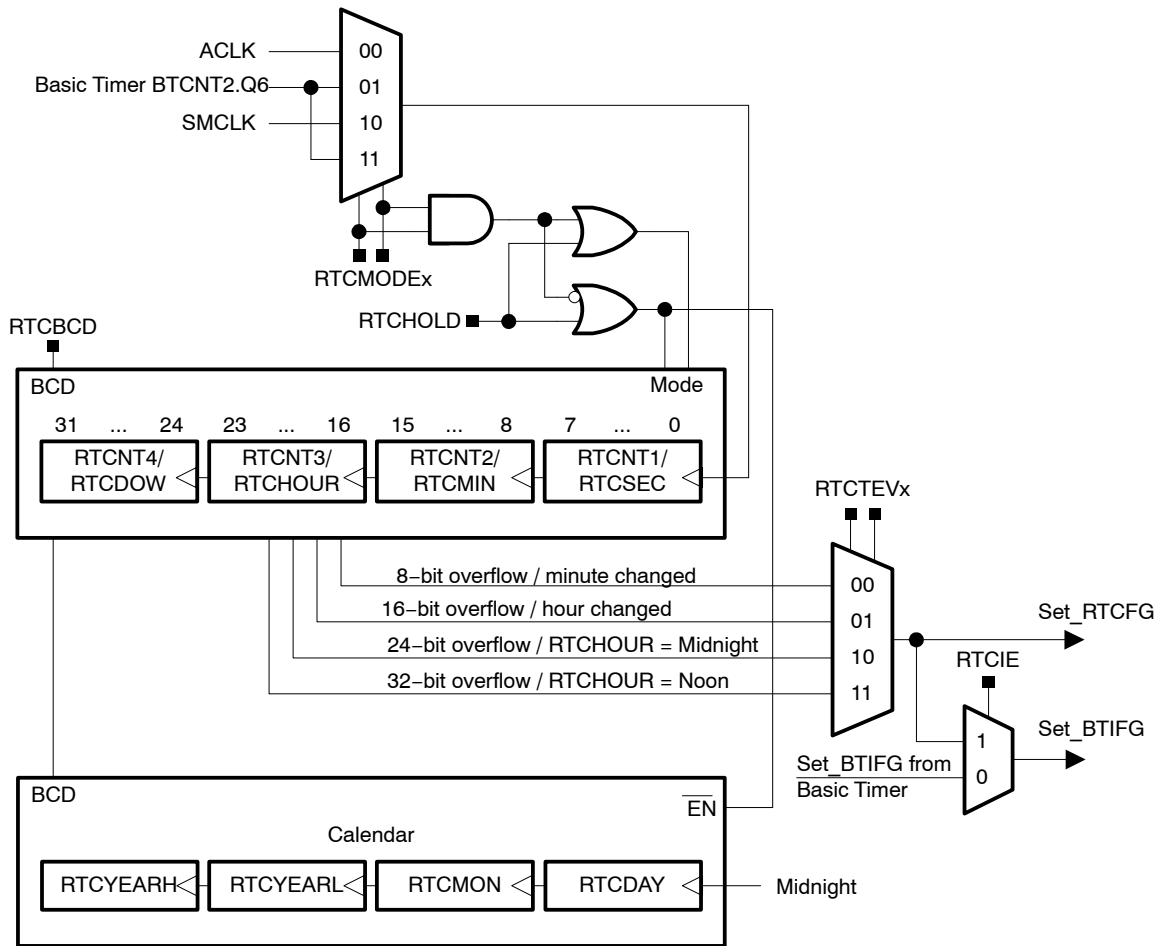 ACLK
00
Basic Timer BTCNT2.Q6
01
SMCLK
10
11
RTCMODEx
RTCHOLD
RTCBCD
BCD
Mode
31 ... 24 23 ... 16 15 ... 8 7 ... 0
RTCNT4/
RTCDOW
RTCNT3/
RTCHOUR
RTCNT2/
RTCMIN
RTCNT1/
RTCSEC
RTCTEVx
8−bit overflow / minute changed
00
16−bit overflow / hour changed
01
24−bit overflow / RTCHOUR = Midnight
10
32−bit overflow / RTCHOUR = Noon
11
Set_RTCFG
RTCIE
1
0
Set_BTIFG
Set_BTIFG from
Basic Timer
BCD
EN
Calendar
RTCYEARH
RTCYEARL
RTCMON
RTCDAY
Midnight